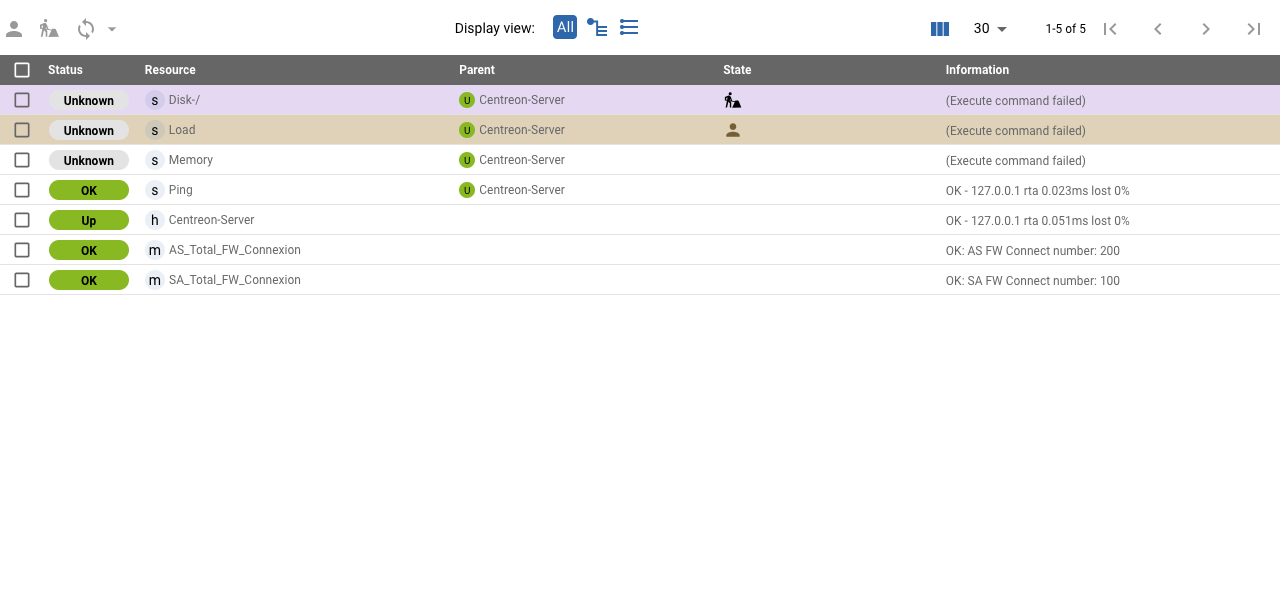 Display view: All 30 1-5 of 5
Status Resource Parent State Information
Unknown s Disk-/ U Centreon-Server (Execute command failed)
Unknown s Load U Centreon-Server (Execute command failed)
Unknown s Memory U Centreon-Server (Execute command failed)
OK s Ping U Centreon-Server OK - 127.0.0.1 rta 0.023ms lost 0%
Up h Centreon-Server OK - 127.0.0.1 rta 0.051ms lost 0%
OK m AS_Total_FW_Connexion OK: AS FW Connect number: 200
OK m SA_Total_FW_Connexion OK: SA FW Connect number: 100